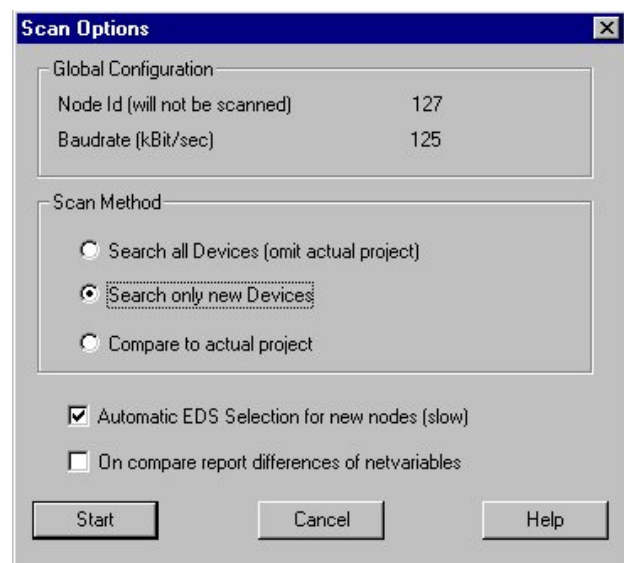 Scan Options
Global Configuration
Node Id (will not be scanned) 127
Baudrate (kBit/sec) 125
Scan Method
Search all Devices (omit actual project)
Search only new Devices
Compare to actual project
Automatic EDS Selection for new nodes (slow)
On compare report differences of netvariables
Start Cancel Help